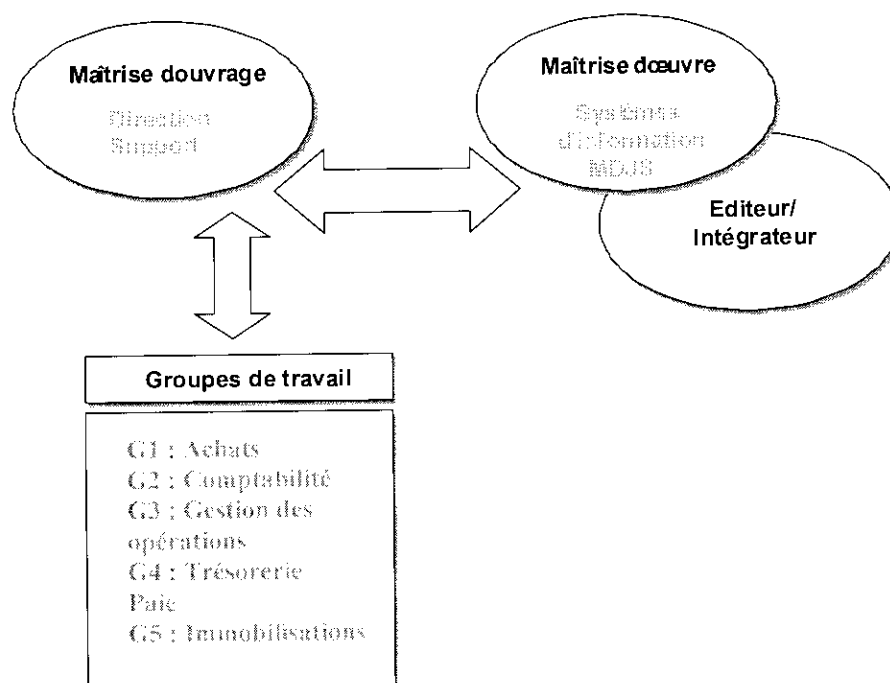 Maîtrise douvrage
Direction
Support
Maîtrise dœuvre
Systèmes
d'information
MDJS
Editeur/
Intégrateur
Groupes de travail
G1 : Achats
G2 : Comptabilité
G3 : Gestion des
opérations
G4 : Trésorerie
Paie
G5 : Immobilisations